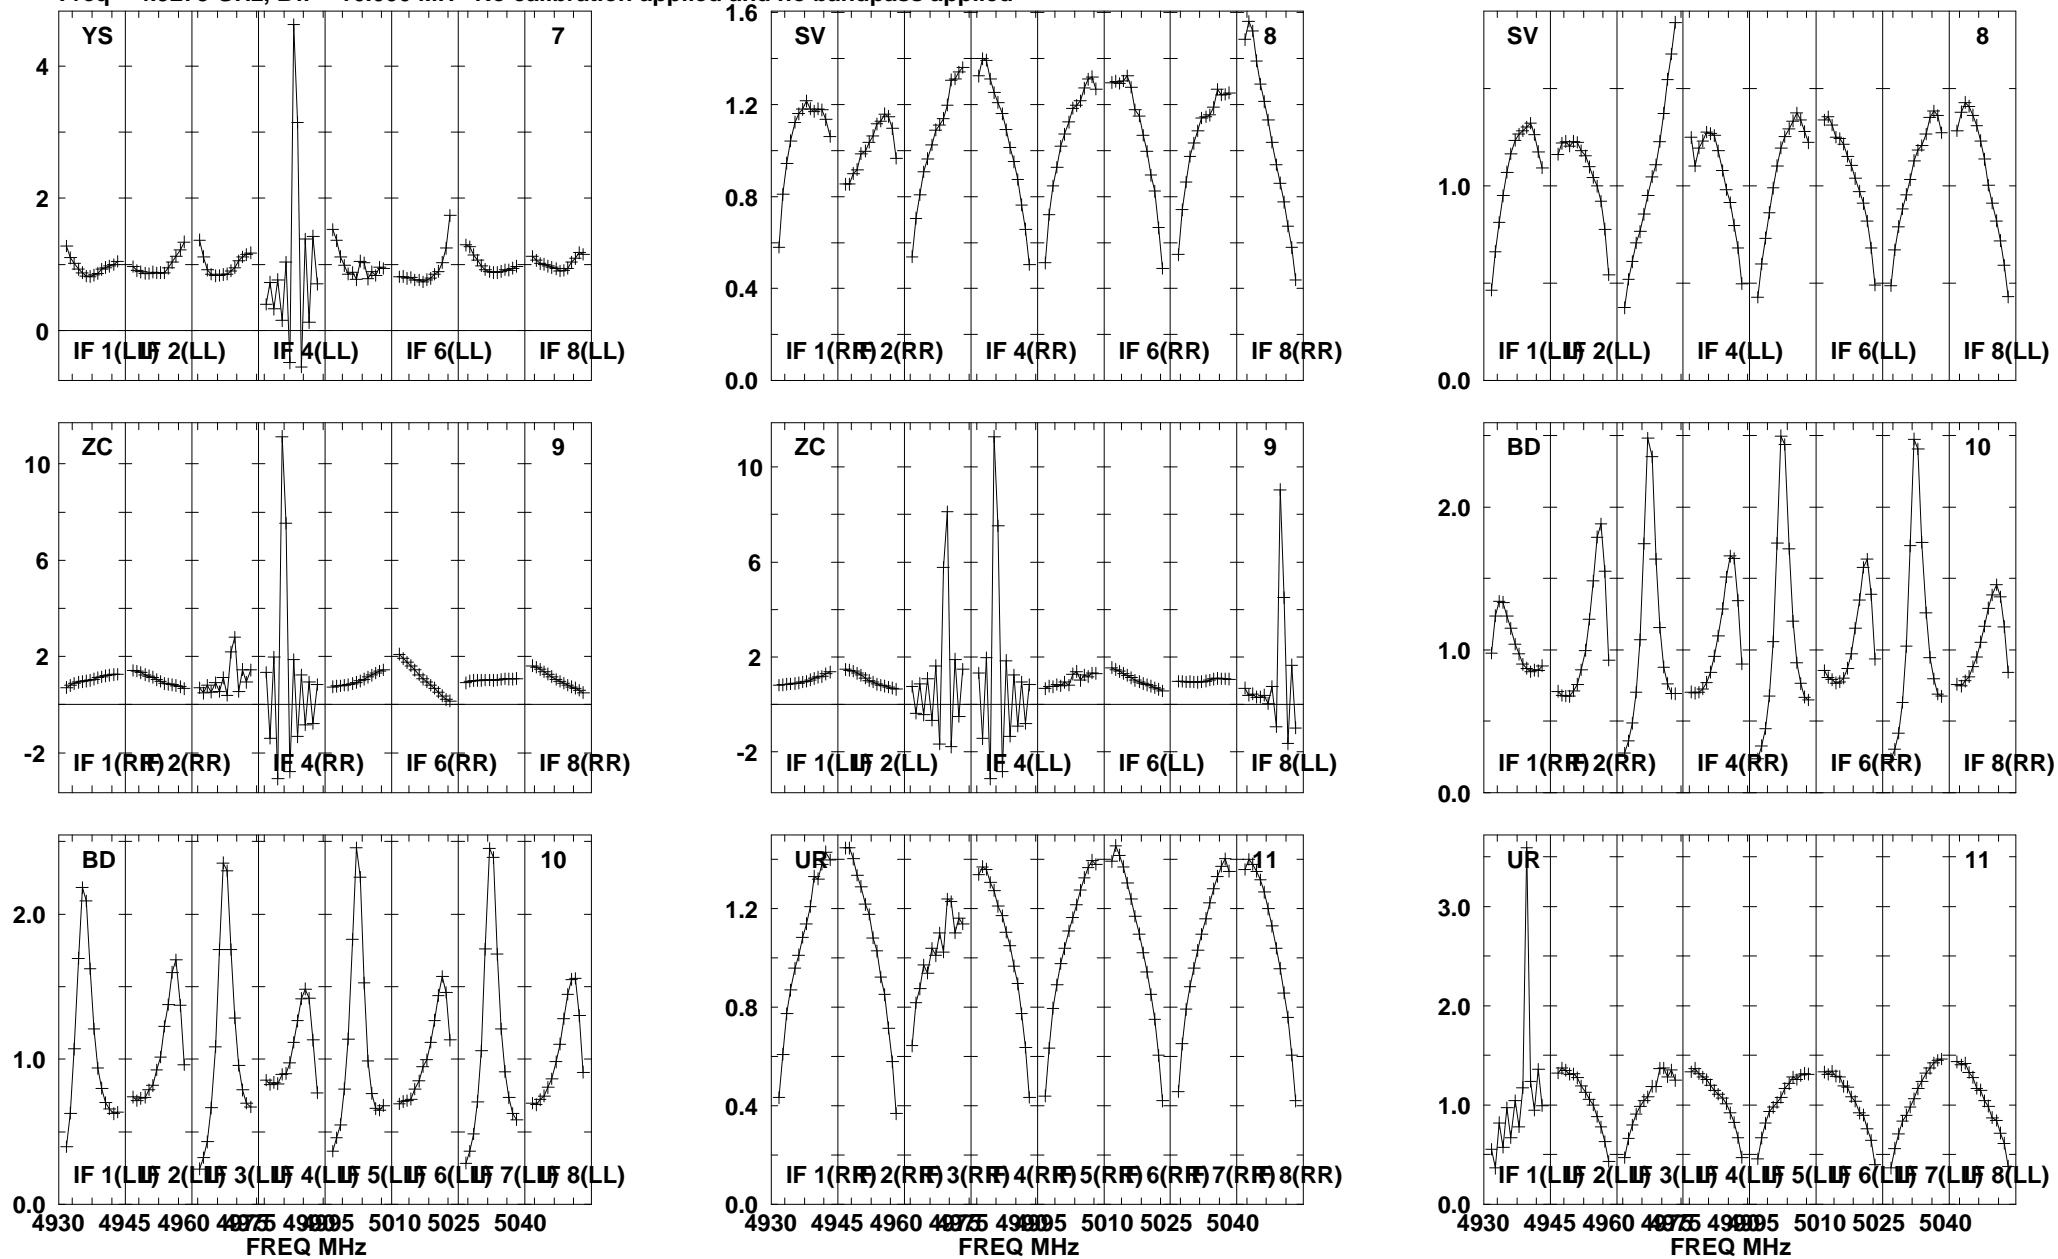 YS 7
4
2
0
IF 1(LL) IF 2(LL) IF 4(LL) IF 6(LL) IF 8(LL)
SV 8
1.6
1.2
0.8
0.4
0.0
IF 1(RR) IF 2(RR) IF 4(RR) IF 6(RR) IF 8(RR)
SV 8
1.0
0.0
IF 1(LL) IF 2(LL) IF 4(LL) IF 6(LL) IF 8(LL)
ZC 9
10
6
2
-2
IF 1(RR) IF 2(RR) IF 4(RR) IF 6(RR) IF 8(RR)
ZC 9
10
6
2
-2
IF 1(LL) IF 2(LL) IF 4(LL) IF 6(LL) IF 8(LL)
BD 10
2.0
1.0
0.0
IF 1(RR) IF 2(RR) IF 4(RR) IF 6(RR) IF 8(RR)
BD 10
2.0
1.0
0.0
IF 1(LL) IF 2(LL) IF 3(LL) IF 4(LL) IF 5(LL) IF 6(LL) IF 7(LL) IF 8(LL)
4930 4945 4960 4975 4990 4995 5010 5025 5040
FREQ MHz
UR 11
1.2
0.8
0.4
0.0
IF 1(RR) IF 2(RR) IF 3(RR) IF 4(RR) IF 5(RR) IF 6(RR) IF 7(RR) IF 8(RR)
4930 4945 4960 4975 4990 4995 5010 5025 5040
FREQ MHz
UR 11
3.0
2.0
1.0
0.0
IF 1(LL) IF 2(LL) IF 3(LL) IF 4(LL) IF 5(LL) IF 6(LL) IF 7(LL) IF 8(LL)
4930 4945 4960 4975 4990 4995 5010 5025 5040
FREQ MHz